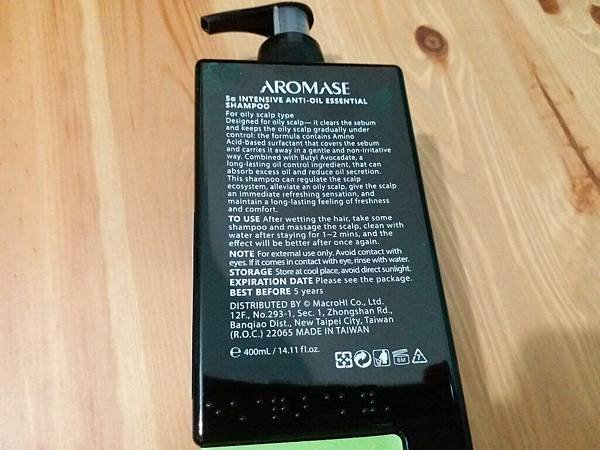 AROMASE
5α INTENSIVE ANTI-OIL ESSENTIAL
SHAMPOO
For oily scalp type
Designed for oily scalp— it clears the sebum
and keeps the oily scalp gradually under
control: the formula contains Amino
Acid-based surfactant that covers the sebum
and carries it away in a gentle and non-irritative
way. Combined with Butyl Avocadate, a
long-lasting oil control ingredient, that can
absorb excess oil and reduce oil secretion.
This shampoo can regulate the scalp
ecosystem, alleviate an oily scalp, give the scalp
an immediate refreshing sensation, and
maintain a long-lasting feeling of freshness
and comfort.
TO USE After wetting the hair, take some
shampoo and massage the scalp, clean with
water after staying for 1~2 mins, and the
effect will be better after once again.
NOTE For external use only. Avoid contact with
eyes. If it comes in contact with eye, rinse with water.
STORAGE Store at cool place, avoid direct sunlight.
EXPIRATION DATE Please see the package.
BEST BEFORE 5 years
DISTRIBUTED BY © MacroHI Co., Ltd.
12F., No.293-1, Sec. 1, Zhongshan Rd.,
Banqiao Dist., New Taipei City, Taiwan
(R.O.C.) 22065 MADE IN TAIWAN
℮ 400mL / 14.11 fl.oz.
6M